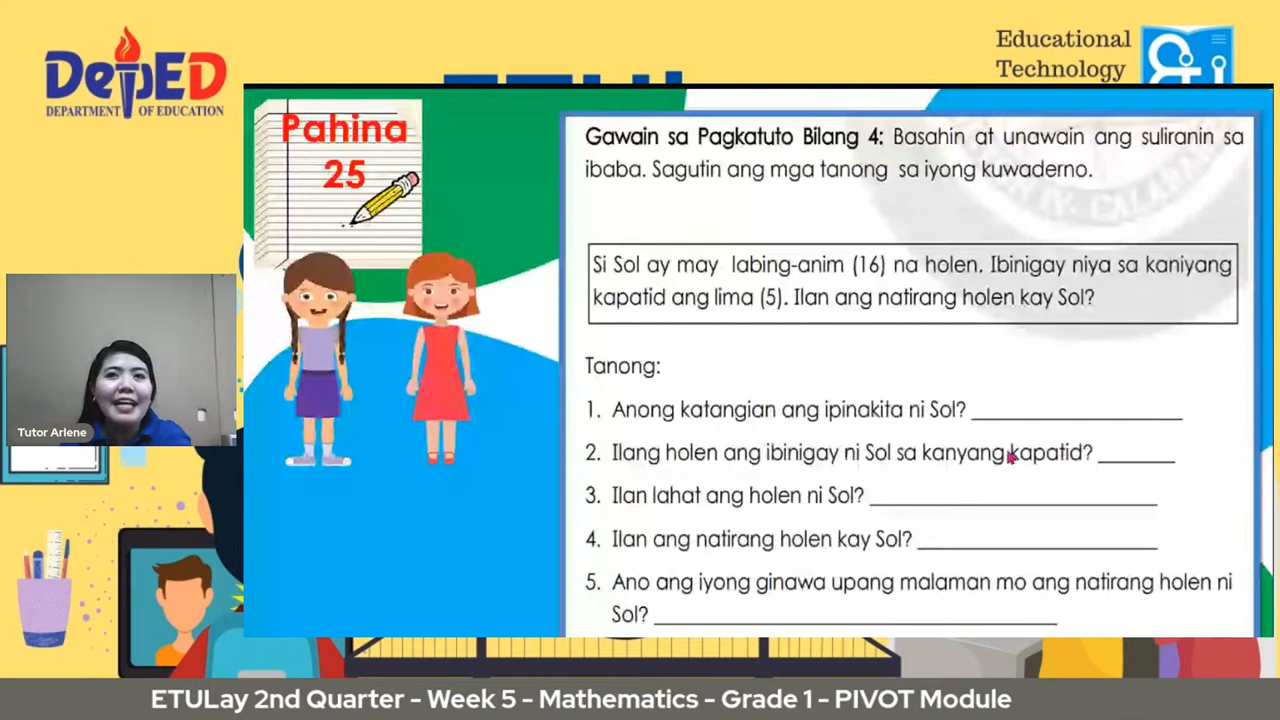 DepED
DEPARTMENT OF EDUCATION
Educational
Technology
Pahina
25
Gawain sa Pagkatuto Bilang 4: Basahin at unawain ang suliranin sa
ibaba. Sagutin ang mga tanong sa iyong kuwaderno.
Si Sol ay may labing-anim (16) na holen. Ibinigay niya sa kaniyang
kapatid ang lima (5). Ilan ang natirang holen kay Sol?
Tanong:
1. Anong katangian ang ipinakita ni Sol? ____________
2. Ilang holen ang ibinigay ni Sol sa kanyang kapatid? ______
3. Ilan lahat ang holen ni Sol? ____________
4. Ilan ang natirang holen kay Sol? ____________
5. Ano ang iyong ginawa upang malaman mo ang natirang holen ni
Sol? ____________
Tutor Arlene
ETULay 2nd Quarter - Week 5 - Mathematics - Grade 1 - PIVOT Module